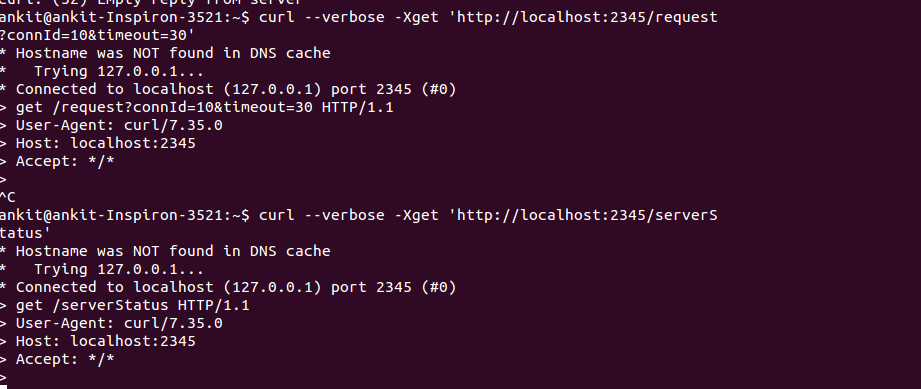 curl: (52) Empty reply from server
ankit@ankit-Inspiron-3521:~$ curl --verbose -Xget 'http://localhost:2345/request
?connId=10&timeout=30'
* Hostname was NOT found in DNS cache
*   Trying 127.0.0.1...
* Connected to localhost (127.0.0.1) port 2345 (#0)
> get /request?connId=10&timeout=30 HTTP/1.1
> User-Agent: curl/7.35.0
> Host: localhost:2345
> Accept: */*
>
^C
ankit@ankit-Inspiron-3521:~$ curl --verbose -Xget 'http://localhost:2345/serverS
tatus'
* Hostname was NOT found in DNS cache
*   Trying 127.0.0.1...
* Connected to localhost (127.0.0.1) port 2345 (#0)
> get /serverStatus HTTP/1.1
> User-Agent: curl/7.35.0
> Host: localhost:2345
> Accept: */*
>